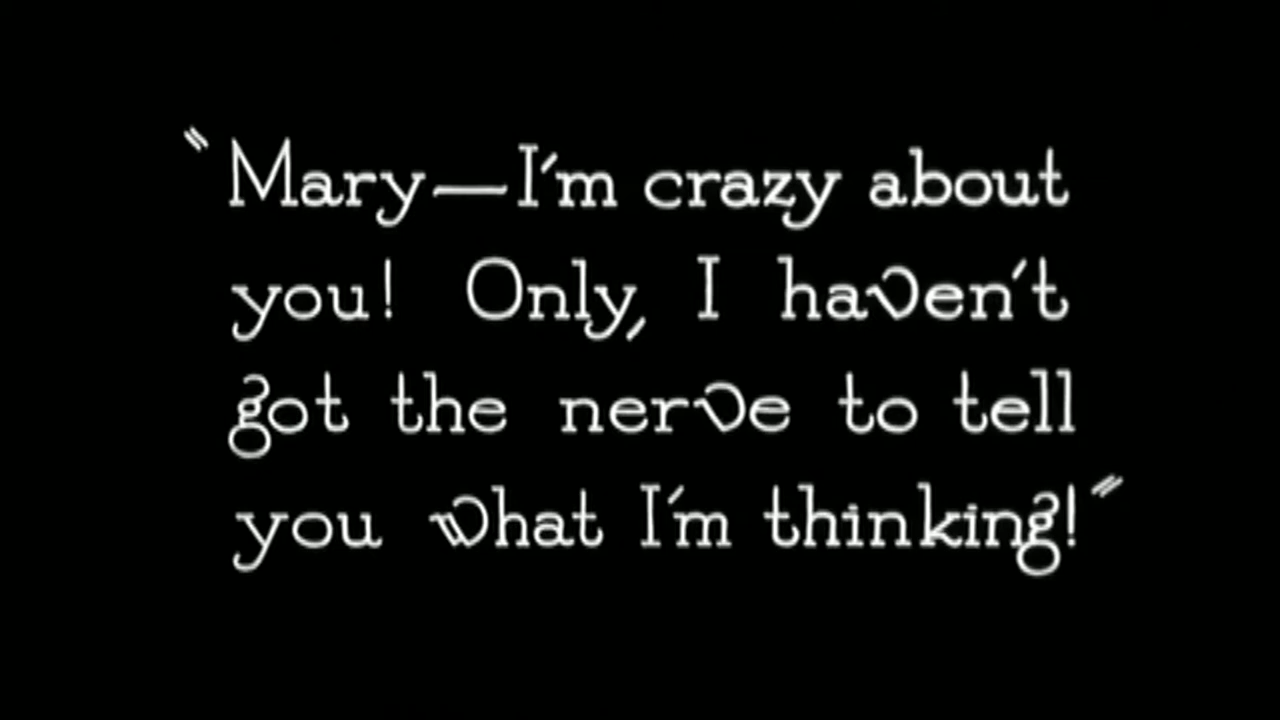 "Mary—I'm crazy about
you! Only, I haven't
got the nerve to tell
you what I'm thinking!"